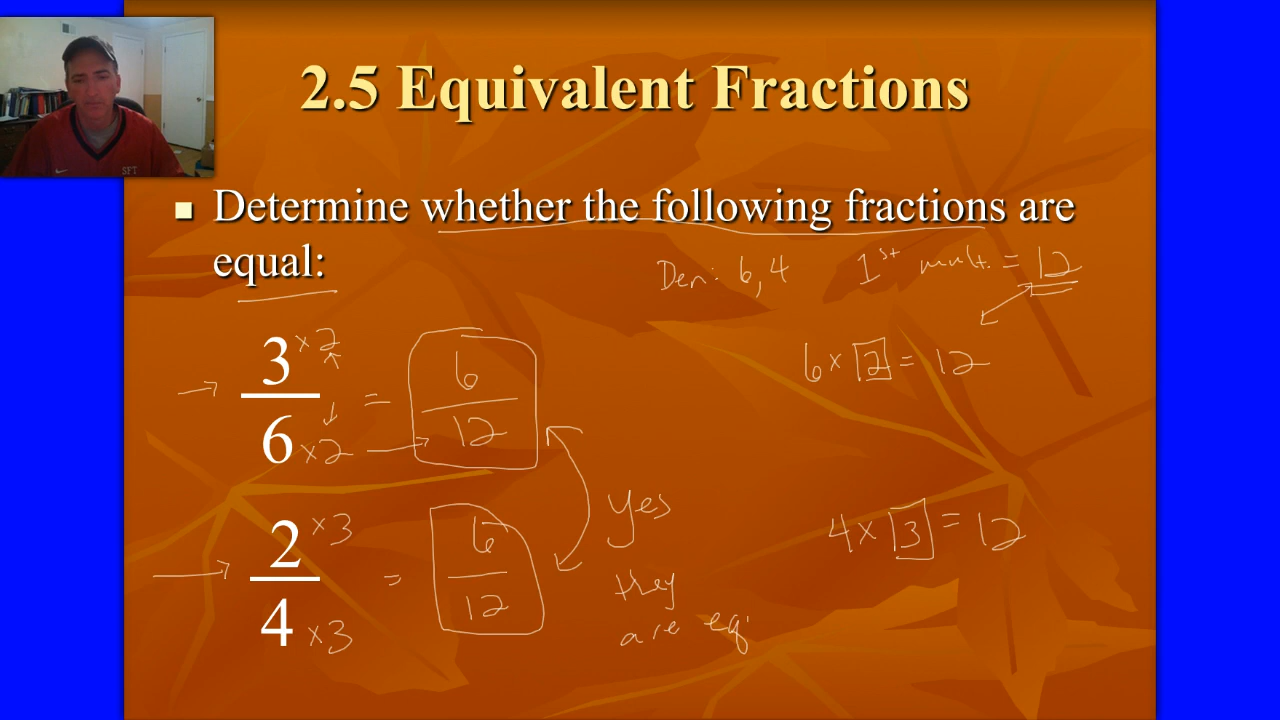 2.5 Equivalent Fractions
Determine whether the following fractions are
equal:
Den: 6,4 1st mult. = 12
3 ×2
6 ×2
= 6
12
6 × 2 = 12
2 ×3
4 ×3
= 6
12
4 × 3 = 12
yes
they
are eq.
SFT